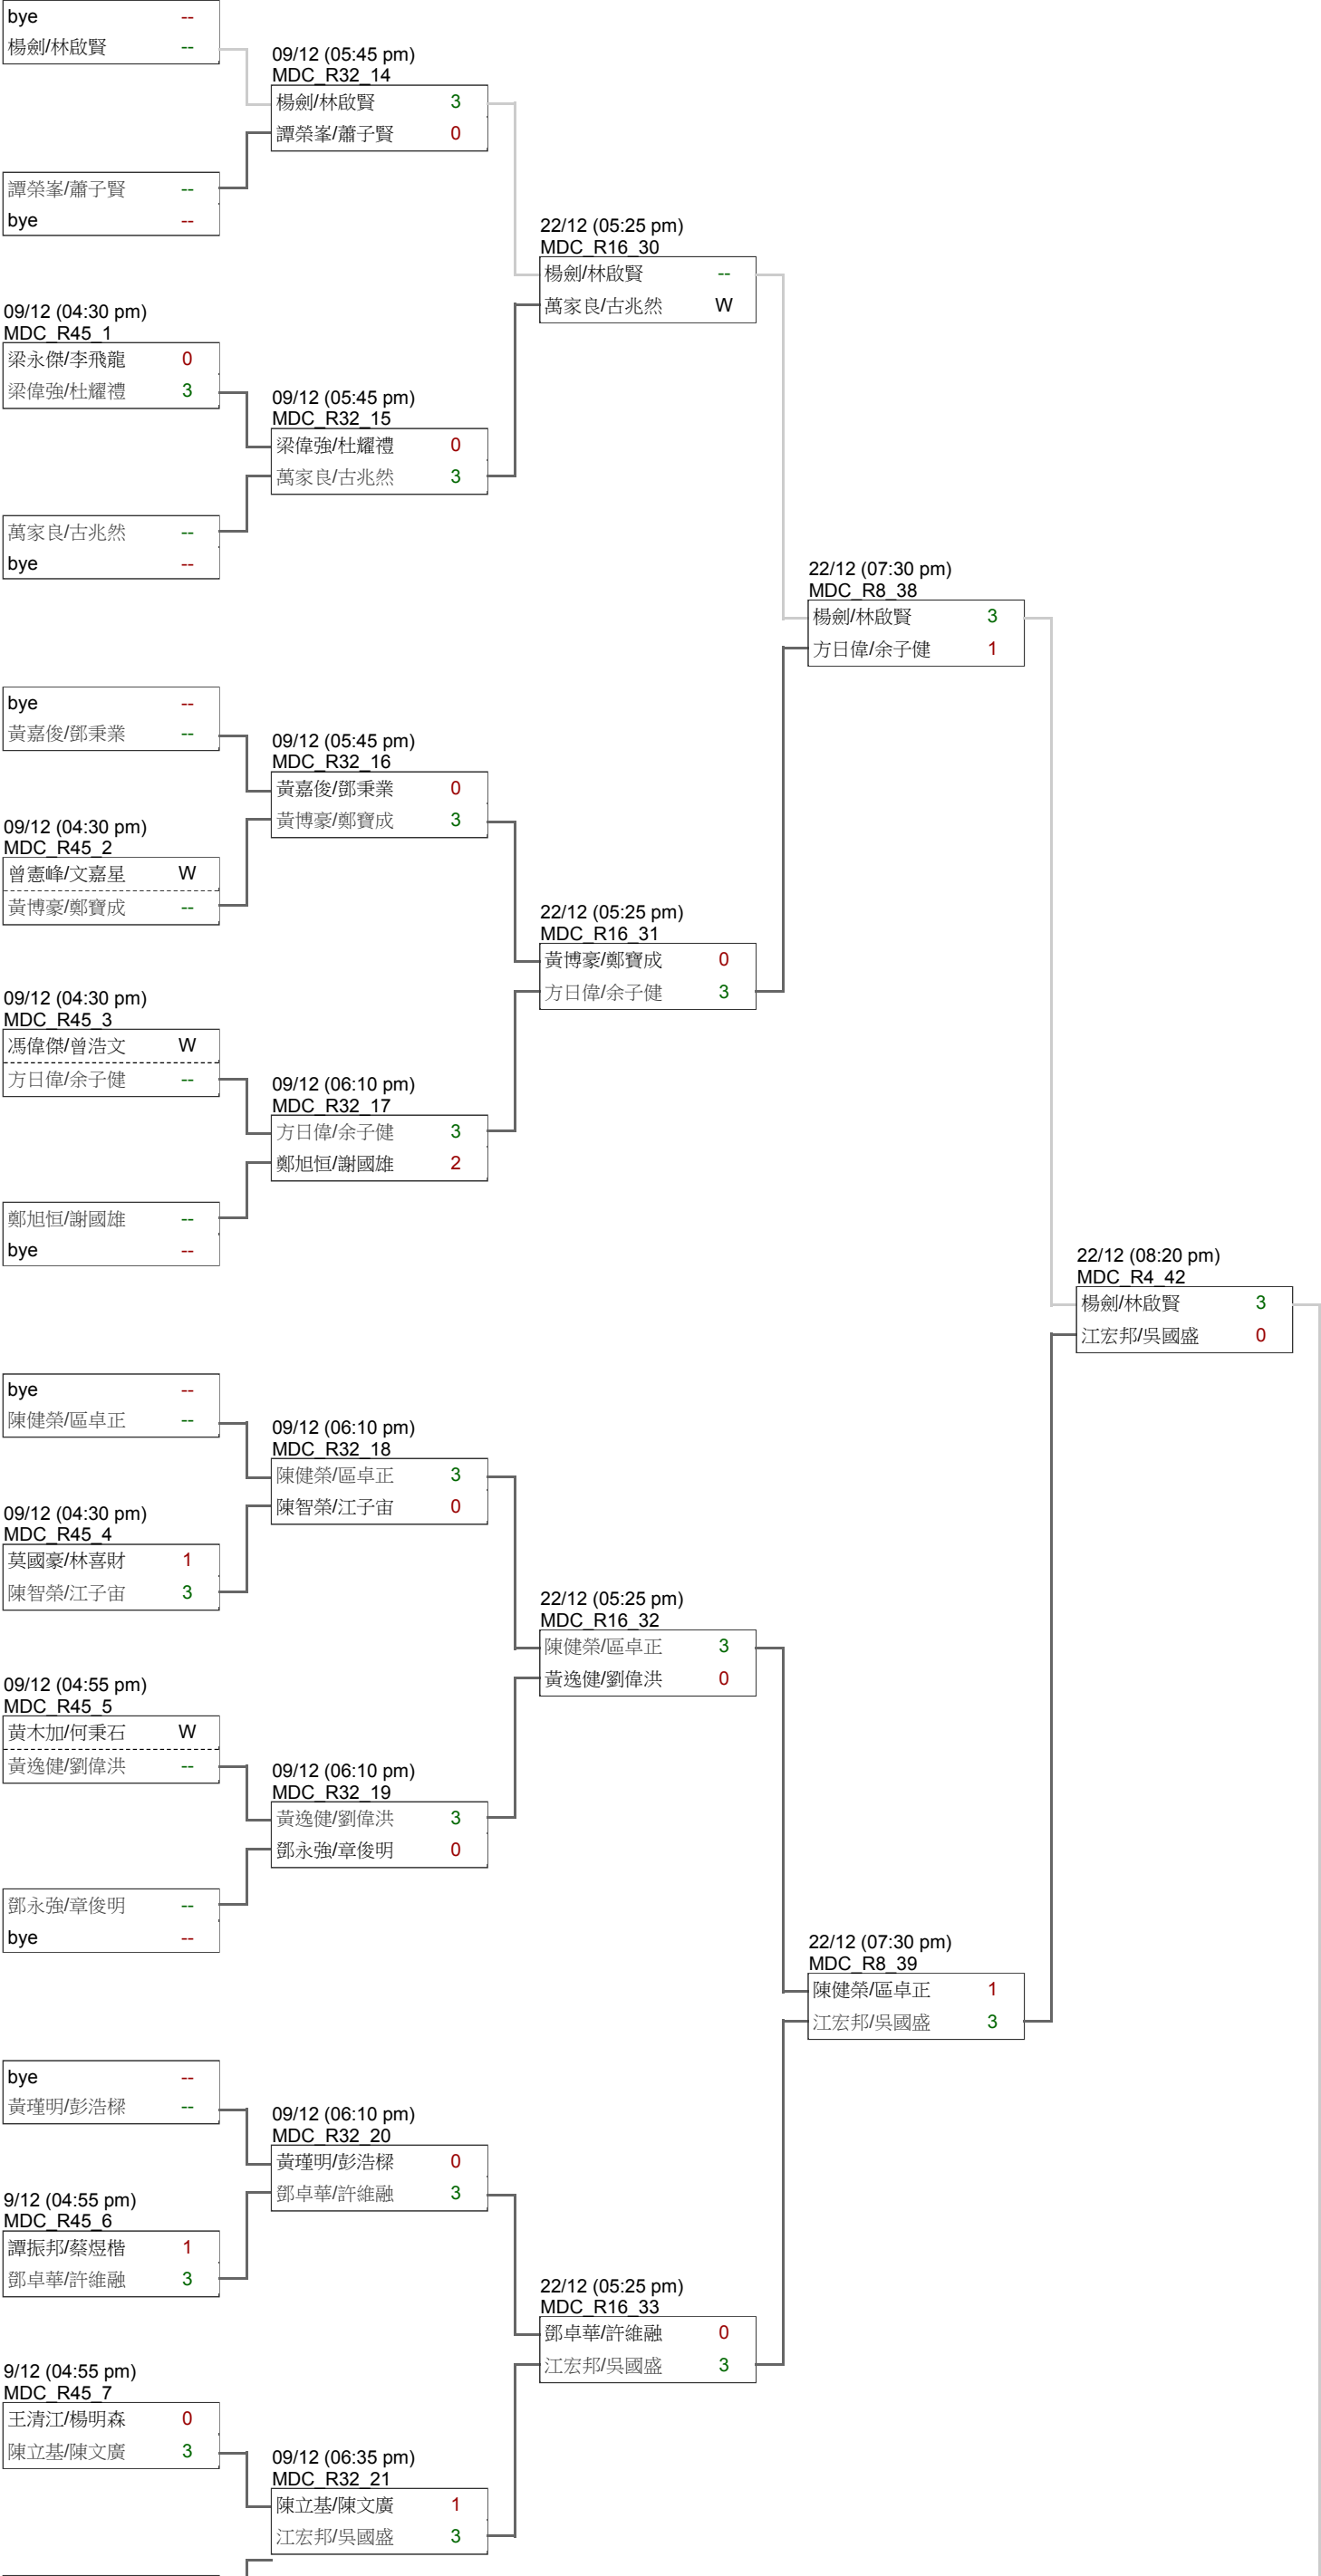 bye --
楊劍/林啟賢 --
09/12 (05:45 pm)
MDC_R32_14
楊劍/林啟賢 3
譚榮峯/蕭子賢 0
譚榮峯/蕭子賢 --
bye --
22/12 (05:25 pm)
MDC_R16_30
楊劍/林啟賢 --
萬家良/古兆然 W
09/12 (04:30 pm)
MDC_R45_1
梁永傑/李飛龍 0
梁偉強/杜耀禮 3
09/12 (05:45 pm)
MDC_R32_15
梁偉強/杜耀禮 0
萬家良/古兆然 3
萬家良/古兆然 --
bye --
22/12 (07:30 pm)
MDC_R8_38
楊劍/林啟賢 3
方日偉/余子健 1
bye --
黃嘉俊/鄧秉業 --
09/12 (05:45 pm)
MDC_R32_16
黃嘉俊/鄧秉業 0
黃博豪/鄭寶成 3
09/12 (04:30 pm)
MDC_R45_2
曾憲峰/文嘉星 W
黃博豪/鄭寶成 --
22/12 (05:25 pm)
MDC_R16_31
黃博豪/鄭寶成 0
方日偉/余子健 3
09/12 (04:30 pm)
MDC_R45_3
馮偉傑/曾浩文 W
方日偉/余子健 --
09/12 (06:10 pm)
MDC_R32_17
方日偉/余子健 3
鄭旭恒/謝國雄 2
鄭旭恒/謝國雄 --
bye --
22/12 (08:20 pm)
MDC_R4_42
楊劍/林啟賢 3
江宏邦/吳國盛 0
bye --
陳健榮/區卓正 --
09/12 (06:10 pm)
MDC_R32_18
陳健榮/區卓正 3
陳智榮/江子宙 0
09/12 (04:30 pm)
MDC_R45_4
莫國豪/林喜財 1
陳智榮/江子宙 3
22/12 (05:25 pm)
MDC_R16_32
陳健榮/區卓正 3
黃逸健/劉偉洪 0
09/12 (04:55 pm)
MDC_R45_5
黄木加/何秉石 W
黃逸健/劉偉洪 --
09/12 (06:10 pm)
MDC_R32_19
黃逸健/劉偉洪 3
鄧永強/章俊明 0
鄧永強/章俊明 --
bye --
22/12 (07:30 pm)
MDC_R8_39
陳健榮/區卓正 1
江宏邦/吳國盛 3
bye --
黃瑾明/彭浩樑 --
09/12 (06:10 pm)
MDC_R32_20
黃瑾明/彭浩樑 0
鄧卓華/許維融 3
9/12 (04:55 pm)
MDC_R45_6
譚振邦/蔡煜楷 1
鄧卓華/許維融 3
22/12 (05:25 pm)
MDC_R16_33
鄧卓華/許維融 0
江宏邦/吳國盛 3
9/12 (04:55 pm)
MDC_R45_7
王清江/楊明森 0
陳立基/陳文廣 3
09/12 (06:35 pm)
MDC_R32_21
陳立基/陳文廣 1
江宏邦/吳國盛 3